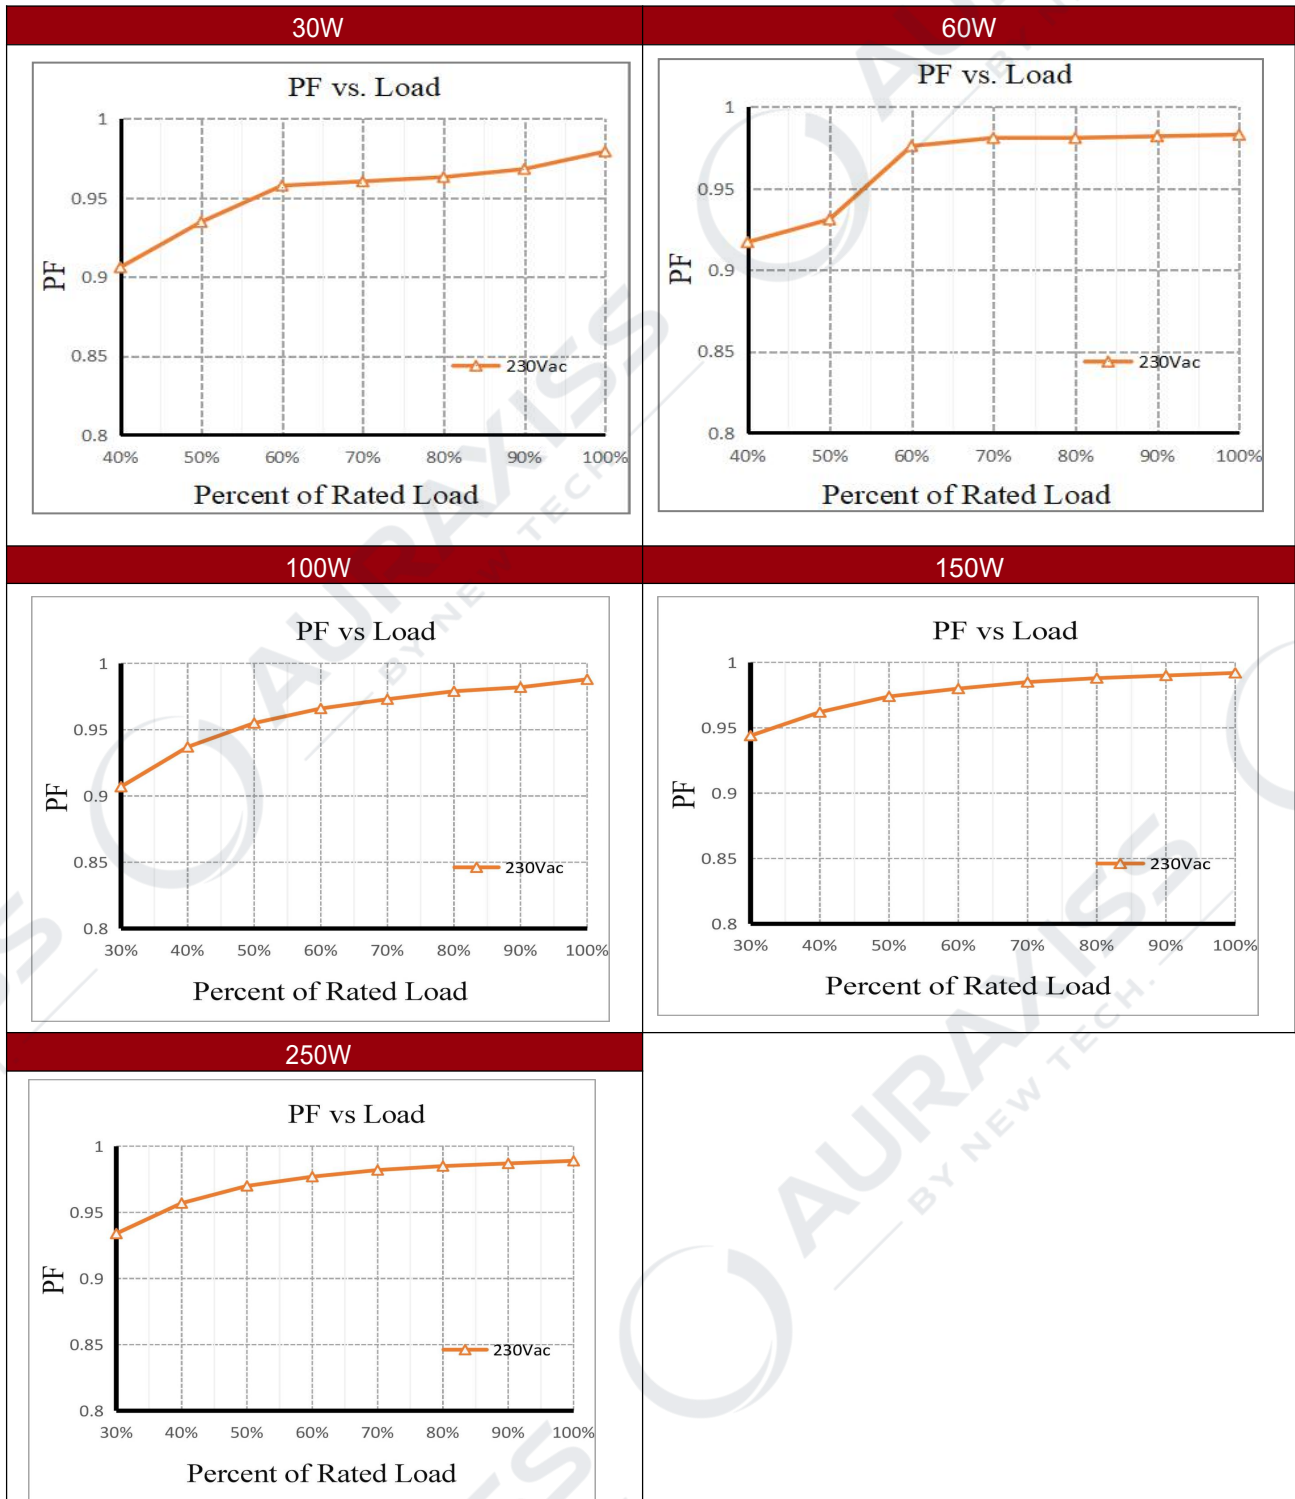 30W
60W
PF vs. Load
1
0.95
0.9
0.85
0.8
PF
230Vac
40% 50% 60% 70% 80% 90% 100%
Percent of Rated Load
PF vs. Load
1
0.95
0.9
0.85
0.8
PF
230Vac
40% 50% 60% 70% 80% 90% 100%
Percent of Rated Load
100W
150W
PF vs Load
1
0.95
0.9
0.85
0.8
PF
230Vac
30% 40% 50% 60% 70% 80% 90% 100%
Percent of Rated Load
PF vs Load
1
0.95
0.9
0.85
0.8
PF
230Vac
30% 40% 50% 60% 70% 80% 90% 100%
Percent of Rated Load
250W
PF vs Load
1
0.95
0.9
0.85
0.8
PF
230Vac
30% 40% 50% 60% 70% 80% 90% 100%
Percent of Rated Load
AURAXISS
BY NEW TECH.
AURAXISS
BY NEW TECH.